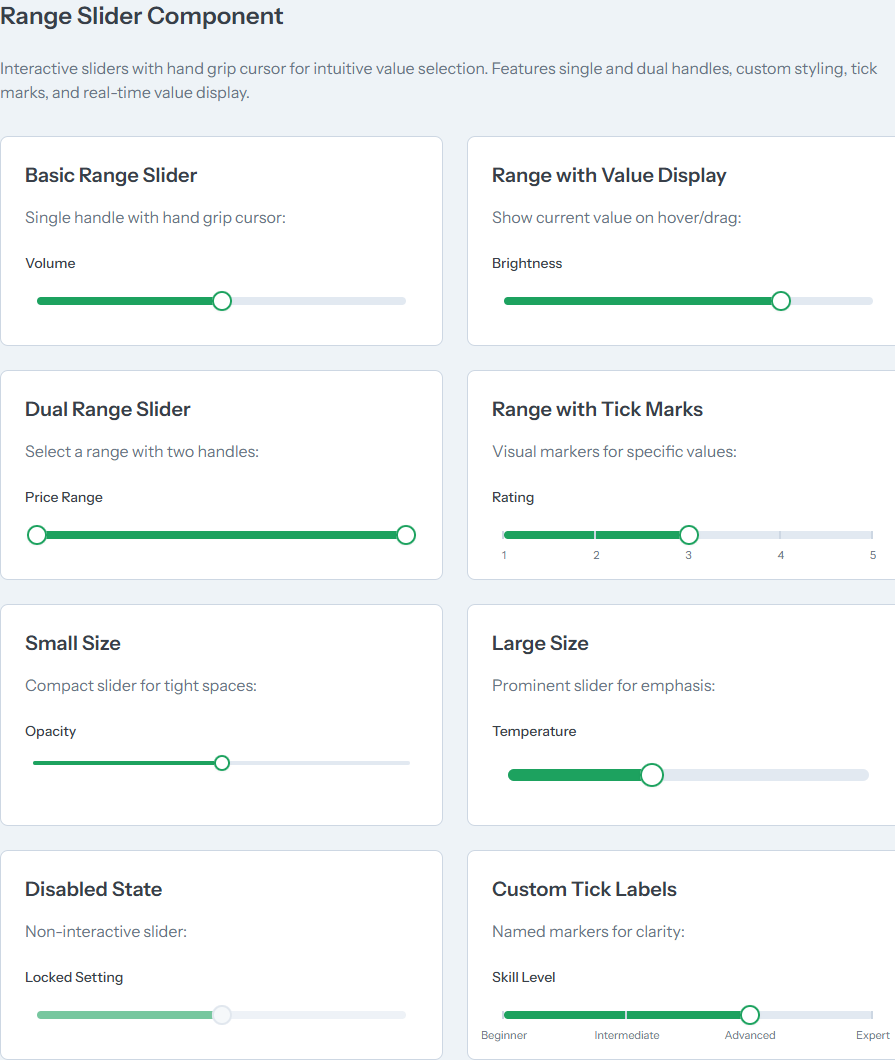 Range Slider Component
Interactive sliders with hand grip cursor for intuitive value selection. Features single and dual handles, custom styling, tick
marks, and real-time value display.
Basic Range Slider
Single handle with hand grip cursor:
Volume
Range with Value Display
Show current value on hover/drag:
Brightness
Dual Range Slider
Select a range with two handles:
Price Range
Range with Tick Marks
Visual markers for specific values:
Rating
1 2 3 4 5
Small Size
Compact slider for tight spaces:
Opacity
Large Size
Prominent slider for emphasis:
Temperature
Disabled State
Non-interactive slider:
Locked Setting
Custom Tick Labels
Named markers for clarity:
Skill Level
Beginner Intermediate Advanced Expert